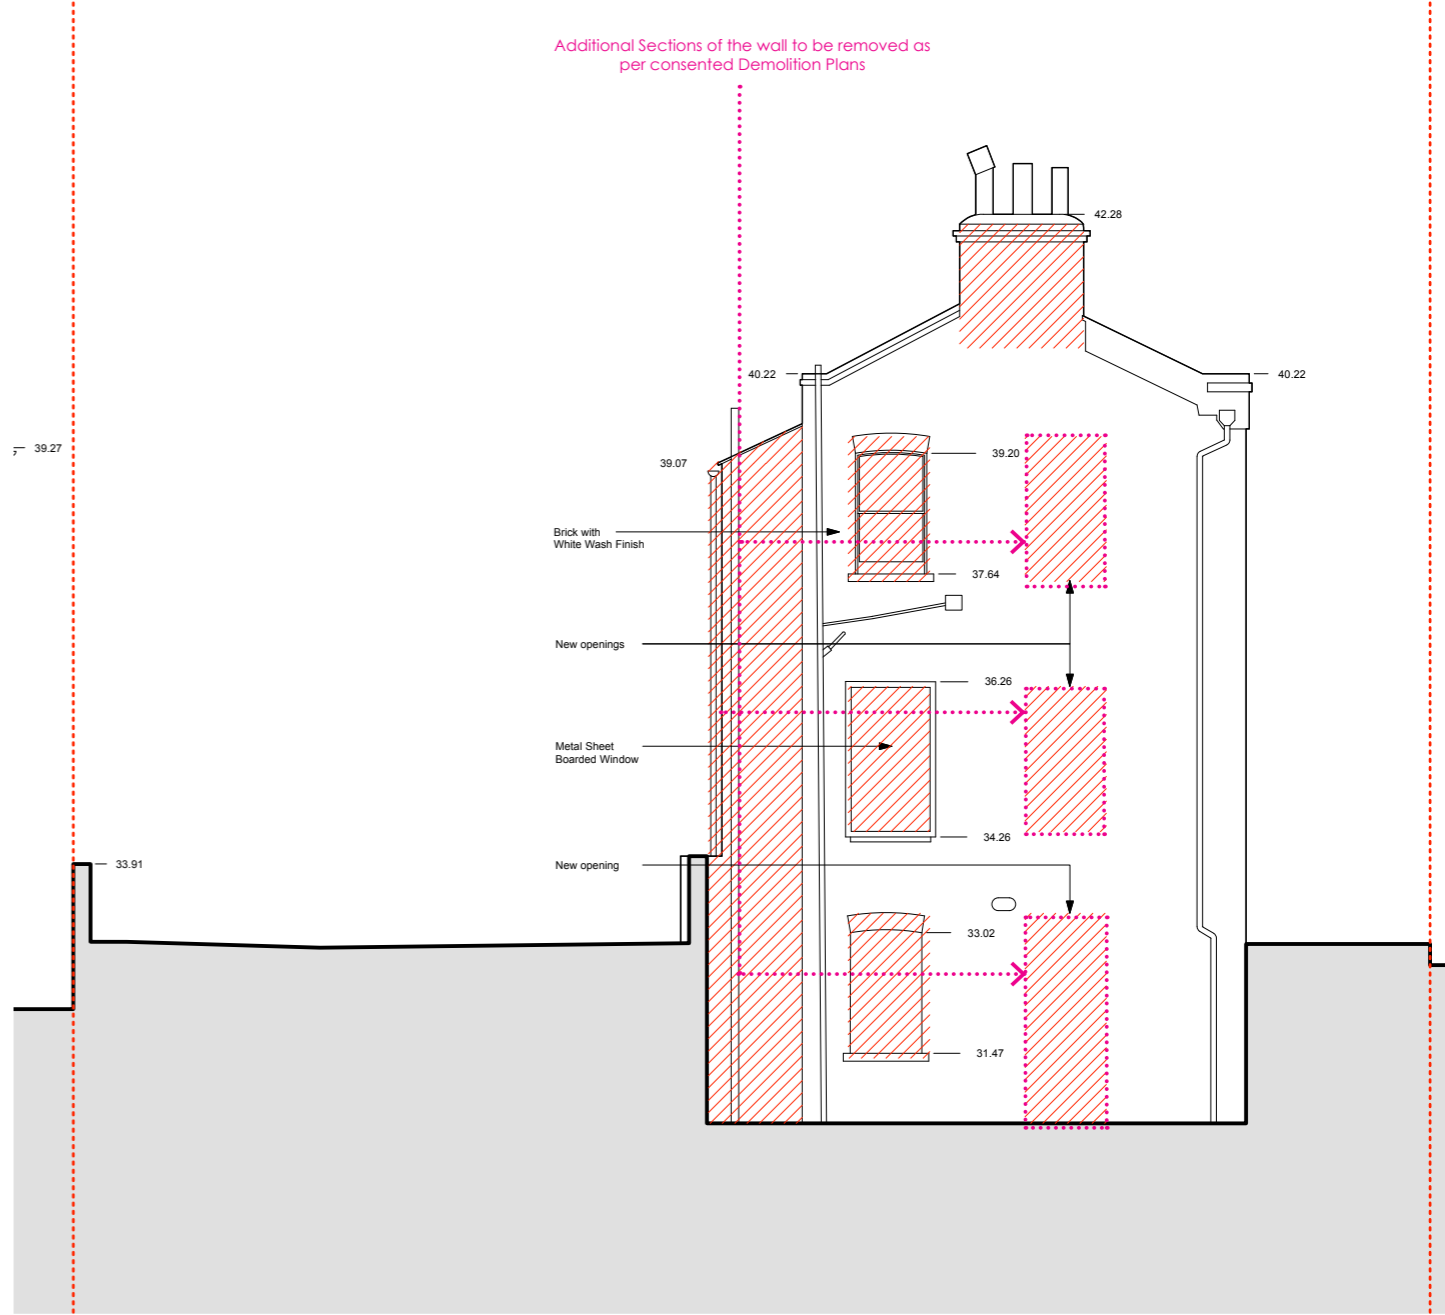 Additional Sections of the wall to be removed as
per consented Demolition Plans
42.28
40.22
40.22
39.27
39.07
39.20
Brick with
White Wash Finish
37.64
New openings
36.26
Metal Sheet
Boarded Window
34.26
33.91
New opening
33.02
31.47